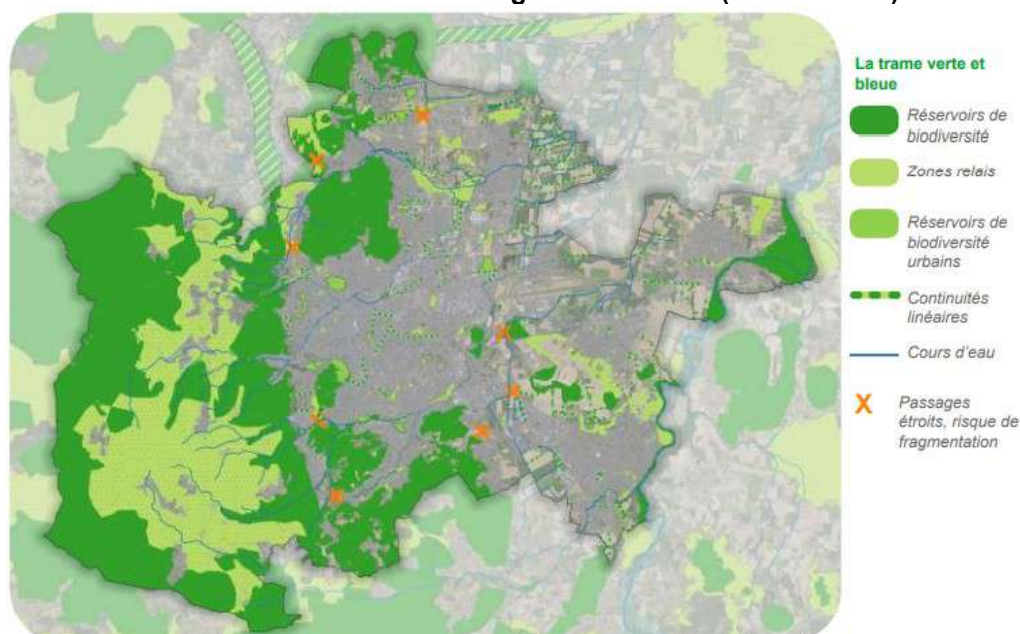 La trame verte et
bleue
Réservoirs de
biodiversité
Zones relais
Réservoirs de
biodiversité
urbains
Continuités
linéaires
Cours d'eau
X Passages
étroits, risque de
fragmentation